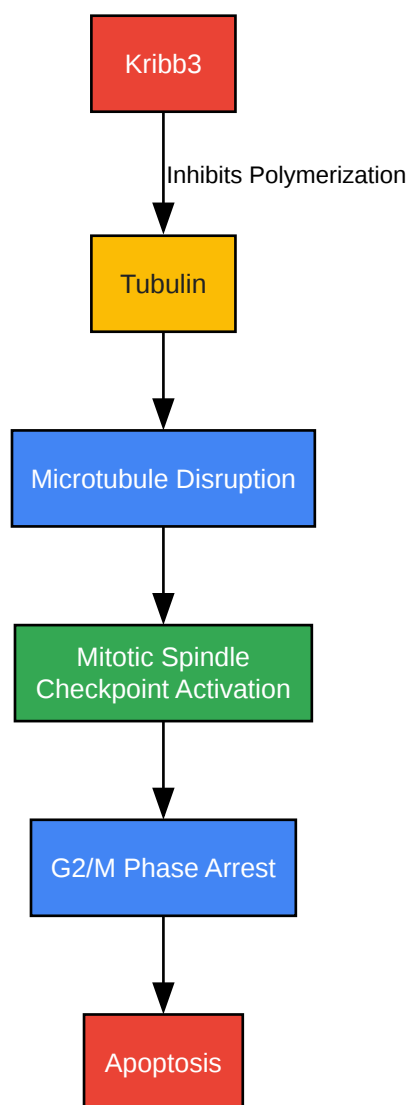 Kribb3
Inhibits Polymerization
Tubulin
Microtubule Disruption
Mitotic Spindle
Checkpoint Activation
G2/M Phase Arrest
Apoptosis